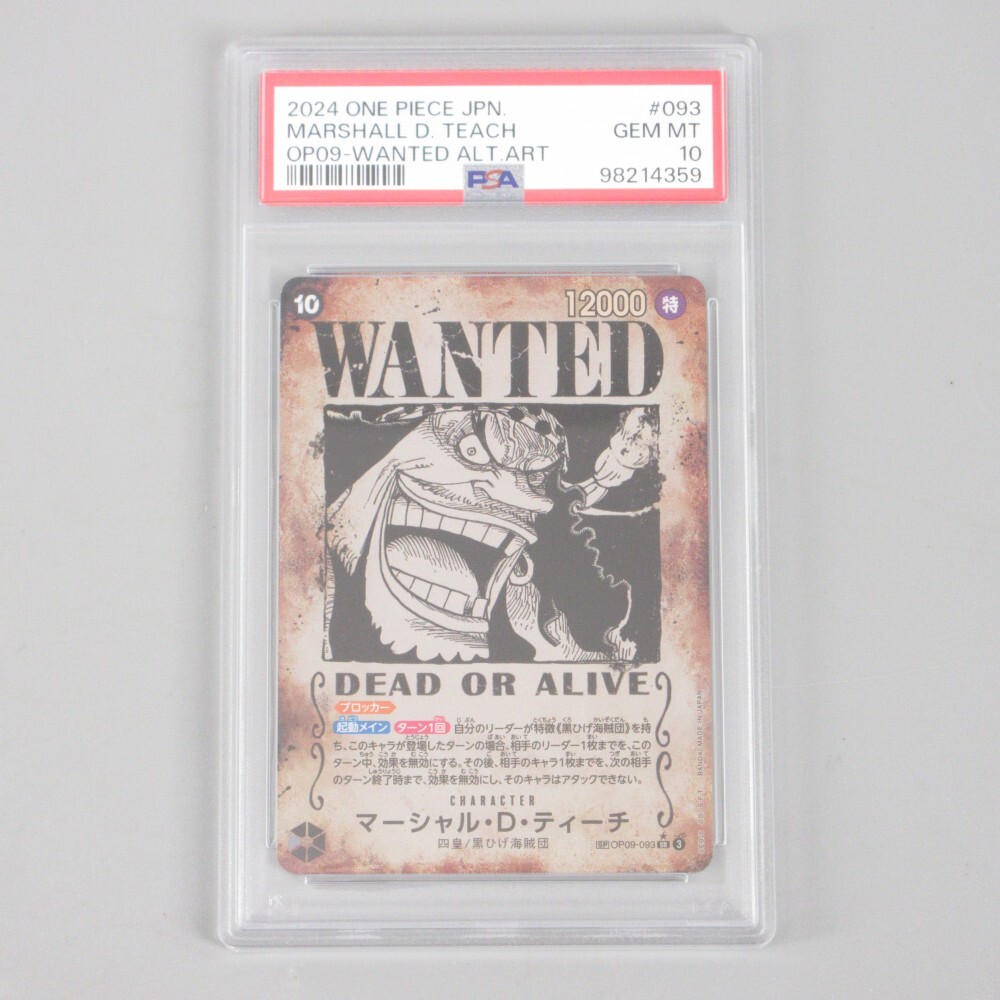 2024 ONE PIECE JPN. #093
MARSHALL D. TEACH GEM MT
OP09-WANTED ALT.ART 10
PSA 98214359
10 12000 特
WANTED
DEAD OR ALIVE
ブロッカー
起動メイン ターン1回 自分のリーダーが特徴《黒ひげ海賊団》を持
ち、このキャラが登場したターンの場合、相手のリーダー1枚までを、この
ターン中、効果を無効にする。その後、相手のキャラ1枚までを、次の相手
のターン終了時まで、効果を無効にし、そのキャラはアタックできない。
CHARACTER
マーシャル・D・ティーチ
四皇/黒ひげ海賊団
SP OP09-093 SR 3
BANDAI MADE IN JAPAN